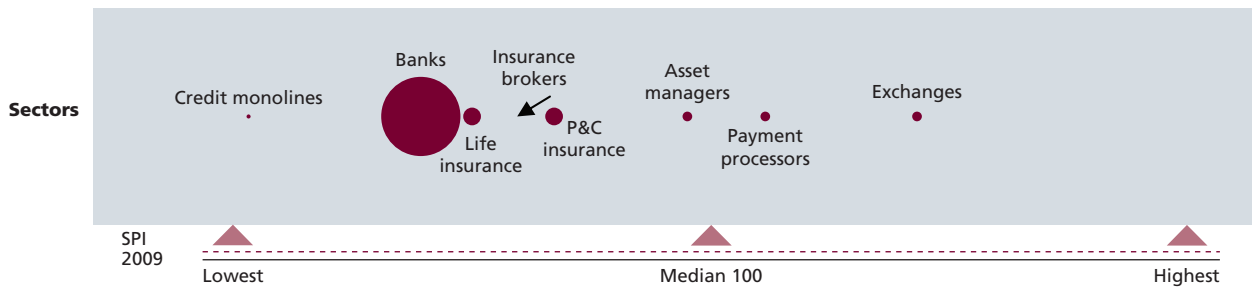 Sectors
Credit monolines
Banks
Life
insurance
Insurance
brokers
P&C
insurance
Asset
managers
Payment
processors
Exchanges
SPI
2009
Lowest
Median 100
Highest